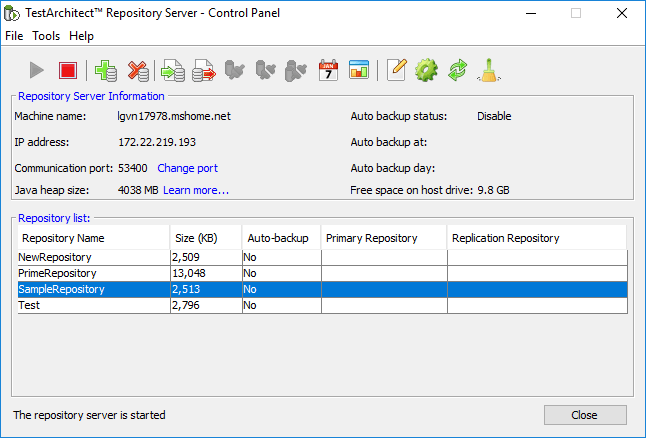 TestArchitect™ Repository Server - Control Panel
File Tools Help
JAN
7
Repository Server Information
Machine name: lgvn17978.mshome.net Auto backup status: Disable
IP address: 172.22.219.193 Auto backup at:
Communication port: 53400 Change port Auto backup day:
Java heap size: 4038 MB Learn more... Free space on host drive: 9.8 GB
Repository list:
Repository Name Size (KB) Auto-backup Primary Repository Replication Repository
NewRepository 2,509 No
PrimeRepository 13,048 No
SampleRepository 2,513 No
Test 2,796 No
The repository server is started Close